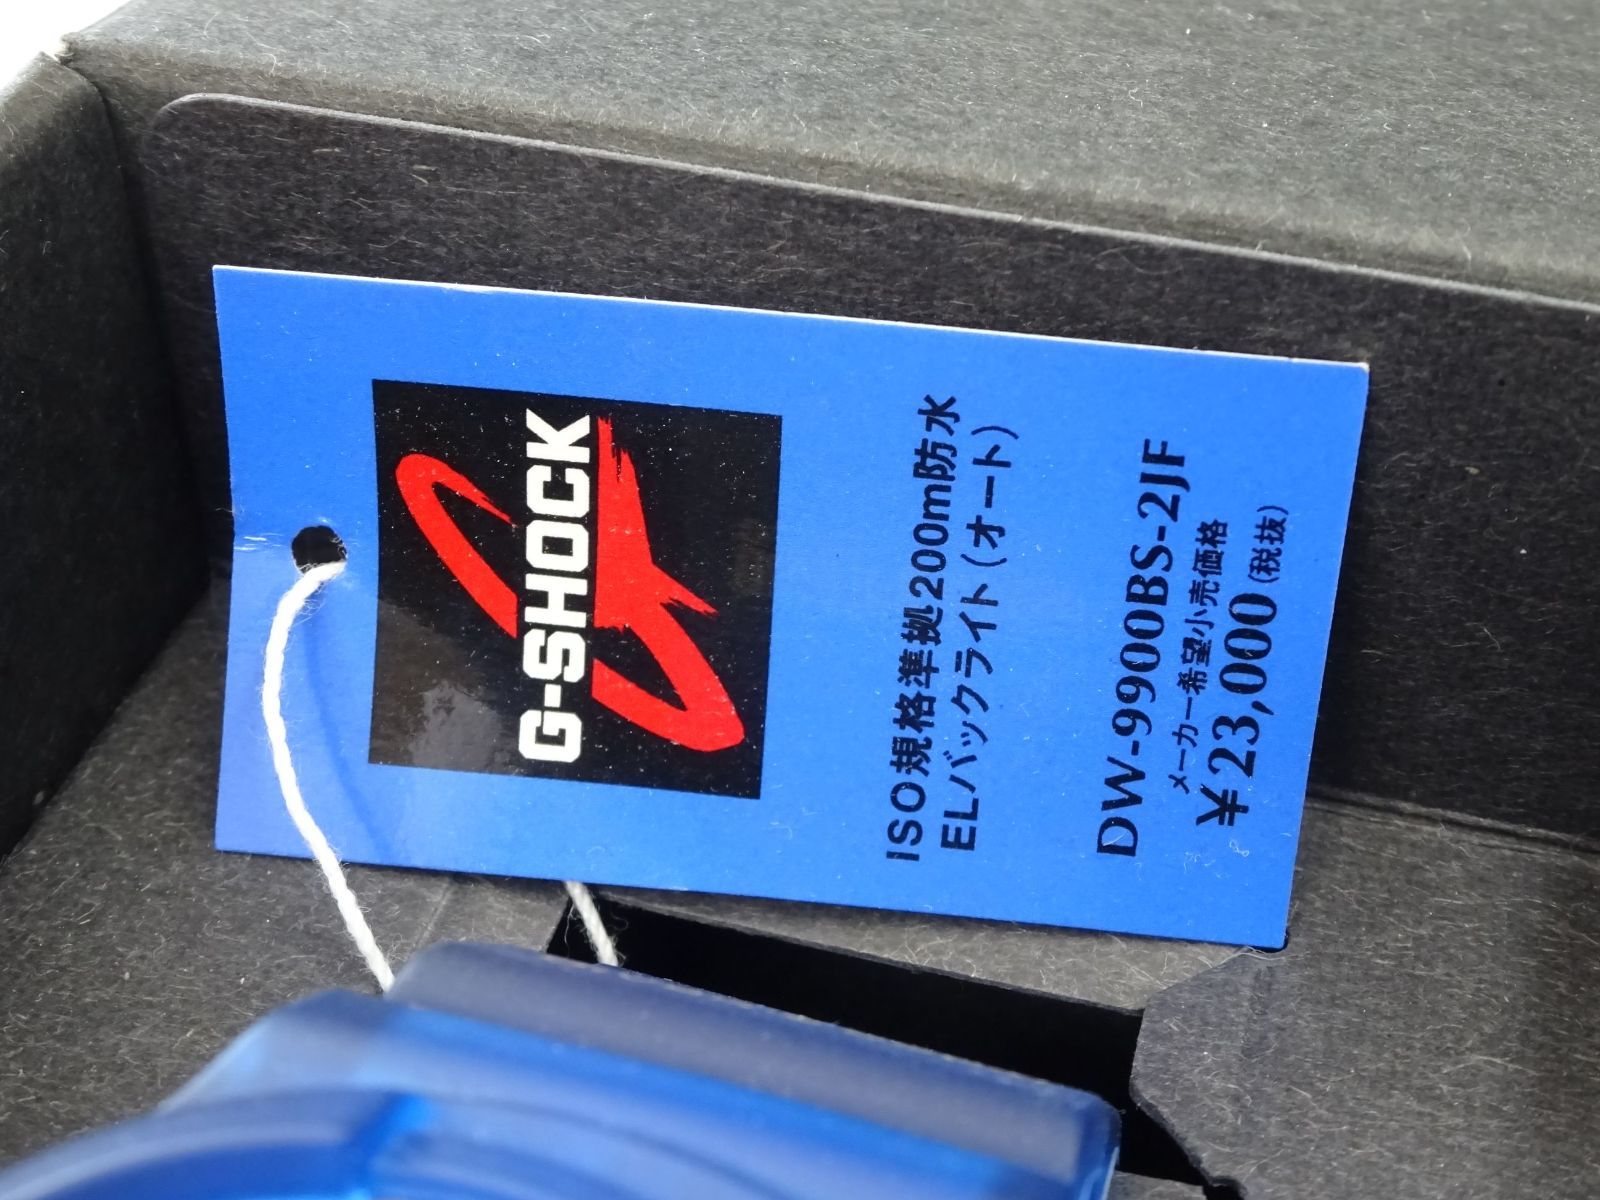 G-SHOCK
ISO規格準拠200m防水
ELバックライト(オート)
DW-9900BS-2JF
メーカー希望小売価格
¥23,000(税抜)